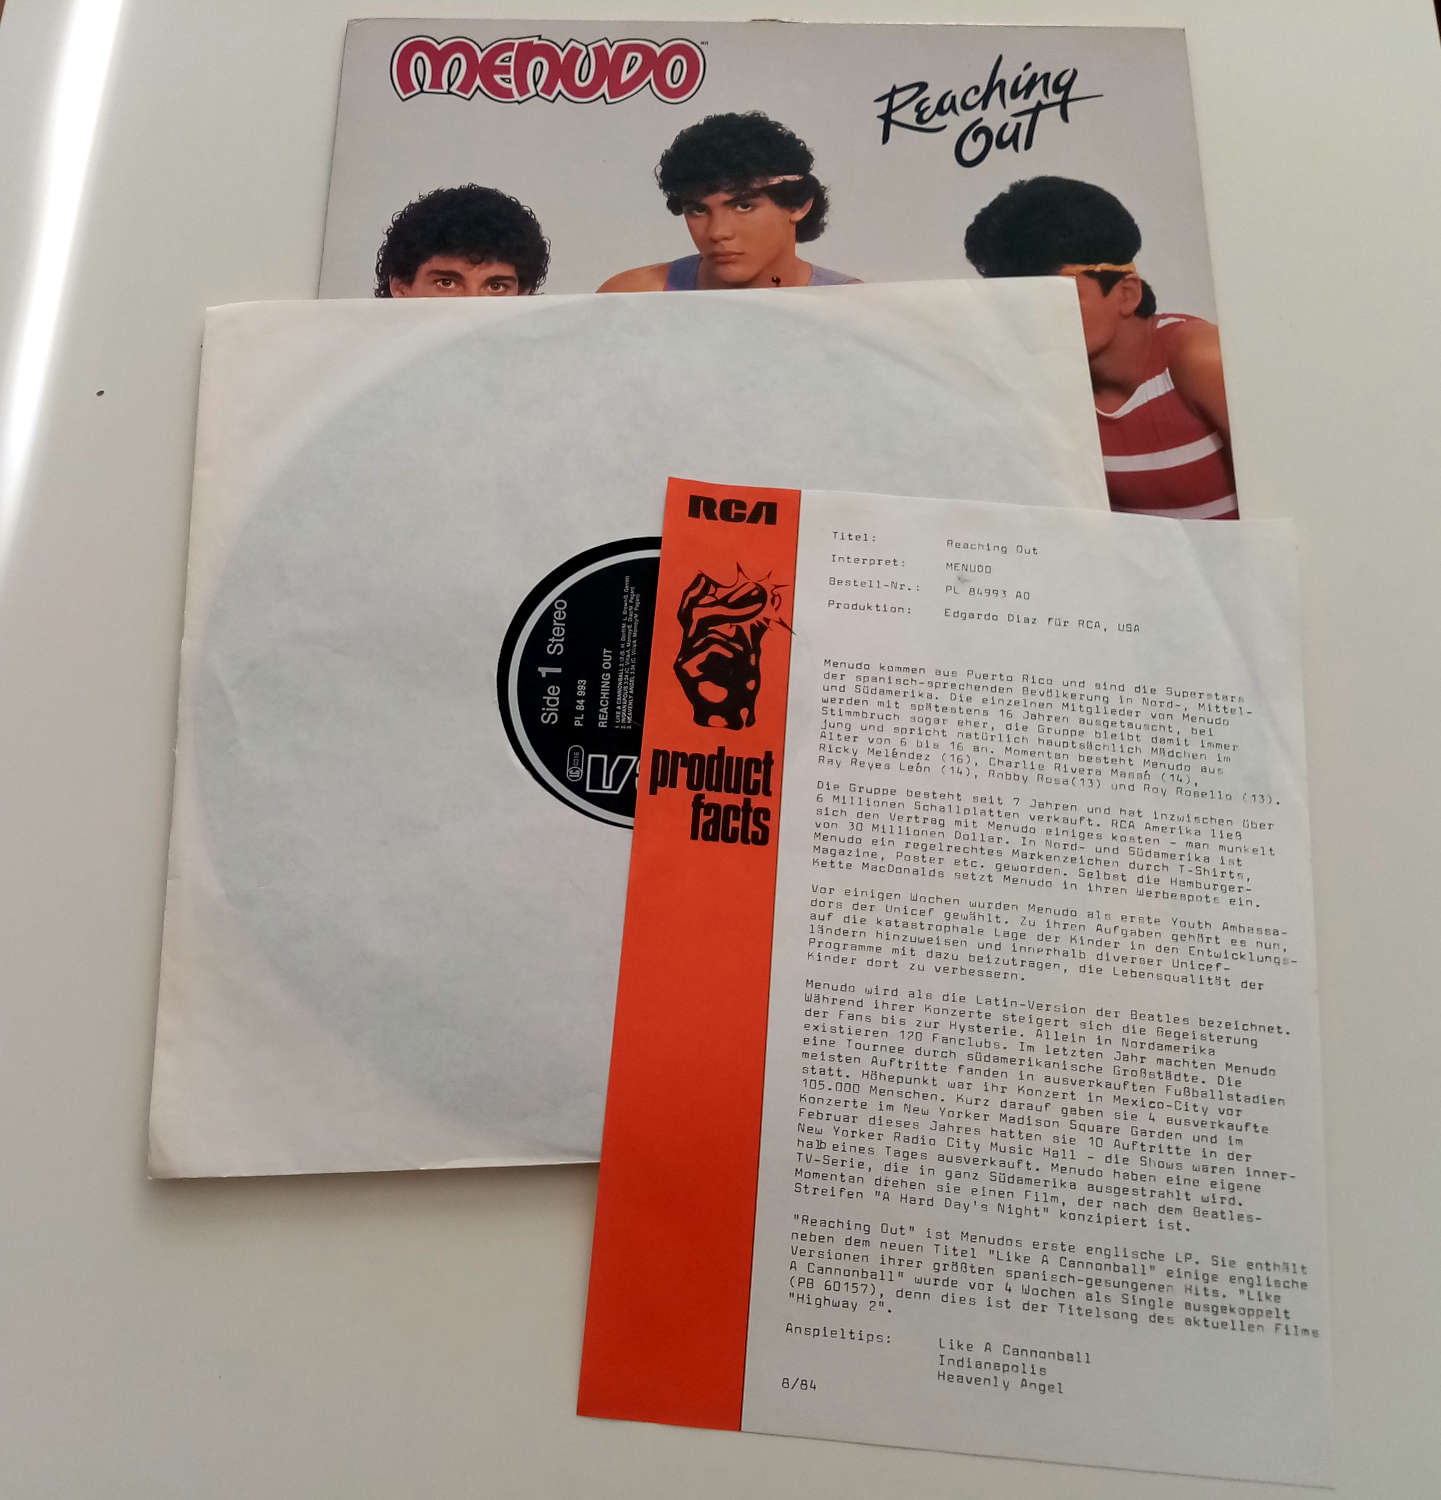 MENUDO
Reaching
Out
Side 1 Stereo
PL 84 993
REACHING OUT
1. LIKE A CANNONBALL
2. INDIANAPOLIS
3. HEAVENLY ANGEL
RCA
product
facts
Titel: Reaching Out
Interpret: MENUDO
Bestell-Nr.: PL 84993 AO
Produktion: Edgardo Diaz für RCA, USA
Menudo kommen aus Puerto Rico und sind die Superstars
der spanisch-sprechenden Bevölkerung in Nord-, Mittel-
und Südamerika. Die einzelnen Mitglieder von Menudo
werden mit spätestens 16 Jahren ausgetauscht, bei
Stimmbruch sogar eher, die Gruppe bleibt damit immer
jung und spricht natürlich hauptsächlich Mädchen im
Alter von 6 bis 16 an. Momentan besteht Menudo aus
Ricky Meléndez (16), Charlie Rivera Massó (14),
Ray Reyes León (14), Robby Rosa(13) und Roy Rosello (13).
Die Gruppe besteht seit 7 Jahren und hat inzwischen über
6 Millionen Schallplatten verkauft. RCA Amerika ließ
sich den Vertrag mit Menudo einiges kosten - man munkelt
von 30 Millionen Dollar. In Nord- und Südamerika ist
Menudo ein regelrechtes Markenzeichen durch T-Shirts,
Magazine, Poster etc. geworden. Selbst die Hamburger-
Kette MacDonalds setzt Menudo in ihren Werbespots ein.
Vor einigen Wochen wurden Menudo als erste Youth Ambassa-
dors der Unicef gewählt. Zu ihren Aufgaben gehört es nun,
auf die katastrophale Lage der Kinder in den Entwicklungs-
ländern hinzuweisen und innerhalb diverser Unicef-
Programme mit dazu beizutragen, die Lebensqualität der
Kinder dort zu verbessern.
Menudo wird als die Latin-Version der Beatles bezeichnet.
Während ihrer Konzerte steigert sich die Begeisterung
der Fans bis zur Hysterie. Allein in Nordamerika
existieren 170 Fanclubs. Im letzten Jahr machten Menudo
eine Tournee durch südamerikanische Großstädte. Die
meisten Auftritte fanden in ausverkauften Fußballstadien
statt. Höhepunkt war ihr Konzert in Mexico-City vor
105.000 Menschen. Kurz darauf gaben sie 4 ausverkaufte
Konzerte im New Yorker Madison Square Garden und im
Februar dieses Jahres hatten sie 10 Auftritte in der
New Yorker Radio City Music Hall - die Shows waren inner-
halb eines Tages ausverkauft. Menudo haben eine eigene
TV-Serie, die in ganz Südamerika ausgestrahlt wird.
Momentan drehen sie einen Film, der nach dem Beatles-
Streifen "A Hard Day's Night" konzipiert ist.
"Reaching Out" ist Menudos erste englische LP. Sie enthält
neben dem neuen Titel "Like A Cannonball" einige englische
Versionen ihrer größten spanisch-gesungenen Hits. "Like
A Cannonball" wurde vor 4 Wochen als Single ausgekoppelt
(PB 60157), denn dies ist der Titelsong des aktuellen Films
"Highway 2".
Anspieltips: Like A Cannonball
Indianapolis
Heavenly Angel
8/84